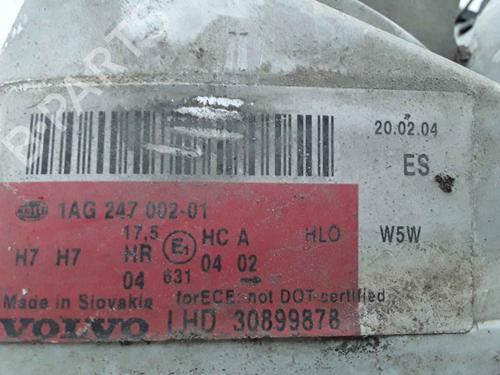 B-PARTS
20.02.04
ES
HELLA 1AG 247 002-01
17,5 HC A HLO W5W
H7 H7 HR E1 04 02
04 631
Made in Slovakia forECE: not DOT-certified
VOLVO LHD 30899878